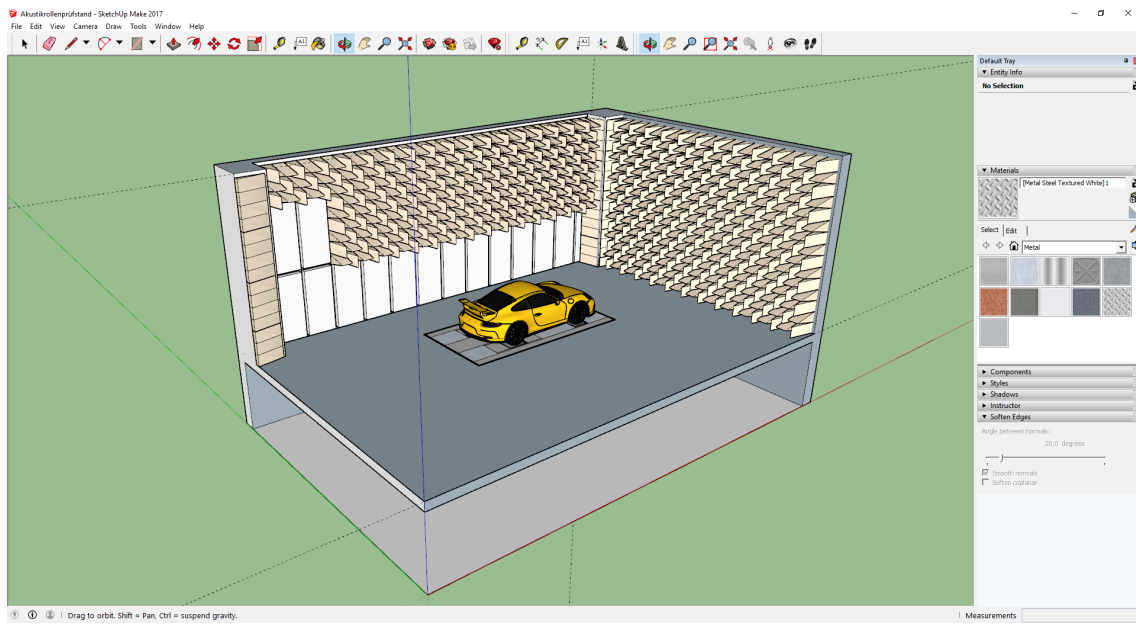 Akustikrollenprüfstand - SketchUp Make 2017
File Edit View Camera Draw Tools Window Help
Default Tray
Entity Info
No Selection
Materials
[Metal Steel Textured White]1
Select Edit
Metal
Components
Styles
Shadows
Instructor
Soften Edges
Angle between normals:
20,0 degrees
Smooth normals
Soften coplanar
Drag to orbit. Shift = Pan, Ctrl = suspend gravity.
Measurements